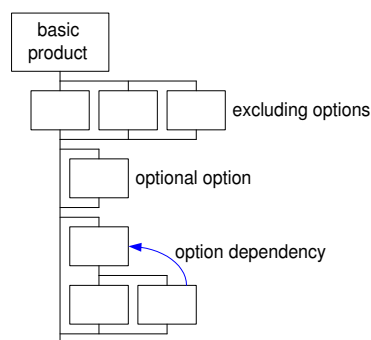 basic
product
excluding options
optional option
option dependency